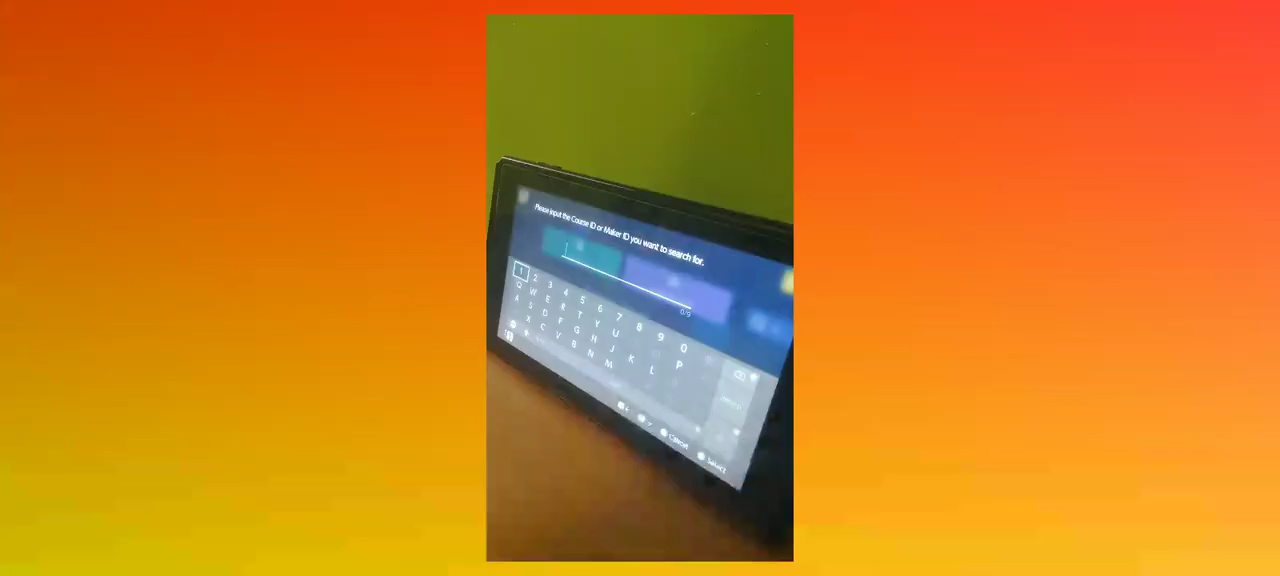 Please input the Course ID or Maker ID you want to search for.
0/9
1 2 3 4 5 6 7 8 9 0
Q W E R T Y U P
A S D F G H J K L
X C V B N M
Cancel
Select